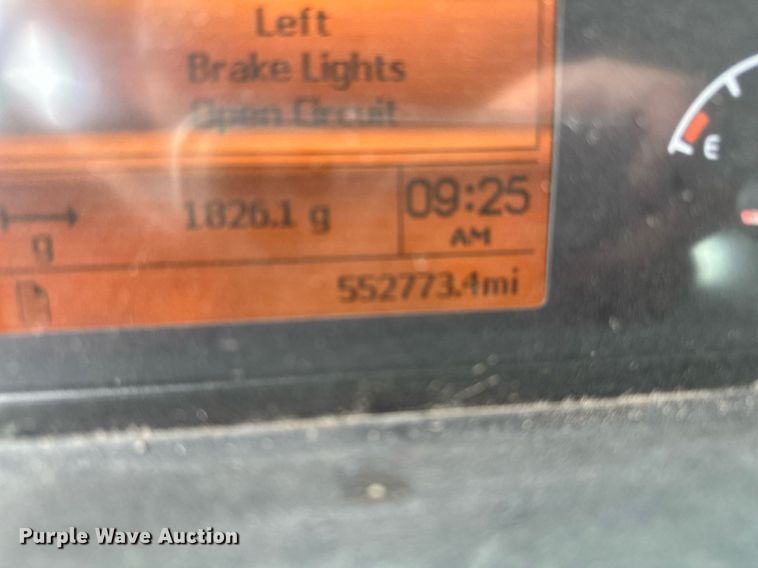 Left
Brake Lights
Open Circuit
E
1826.1 g
09:25
AM
g
552773.4mi
Purple Wave Auction